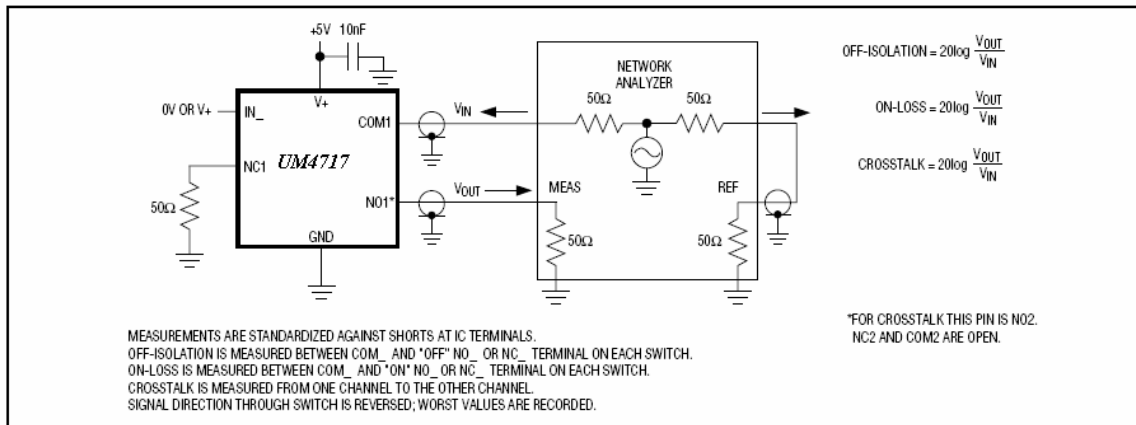 +5V 10nF
V+
0V OR V+ IN_
COM1
UM4717
NC1
NO1*
GND
50Ω
VIN
VOUT
NETWORK
ANALYZER
50Ω 50Ω
MEAS REF
50Ω 50Ω
OFF-ISOLATION = 20log VOUT/VIN
ON-LOSS = 20log VOUT/VIN
CROSSTALK = 20log VOUT/VIN
MEASUREMENTS ARE STANDARDIZED AGAINST SHORTS AT IC TERMINALS.
OFF-ISOLATION IS MEASURED BETWEEN COM_ AND "OFF" NO_ OR NC_ TERMINAL ON EACH SWITCH.
ON-LOSS IS MEASURED BETWEEN COM_ AND "ON" NO_ OR NC_ TERMINAL ON EACH SWITCH.
CROSSTALK IS MEASURED FROM ONE CHANNEL TO THE OTHER CHANNEL.
SIGNAL DIRECTION THROUGH SWITCH IS REVERSED; WORST VALUES ARE RECORDED.
*FOR CROSSTALK THIS PIN IS NO2.
NC2 AND COM2 ARE OPEN.